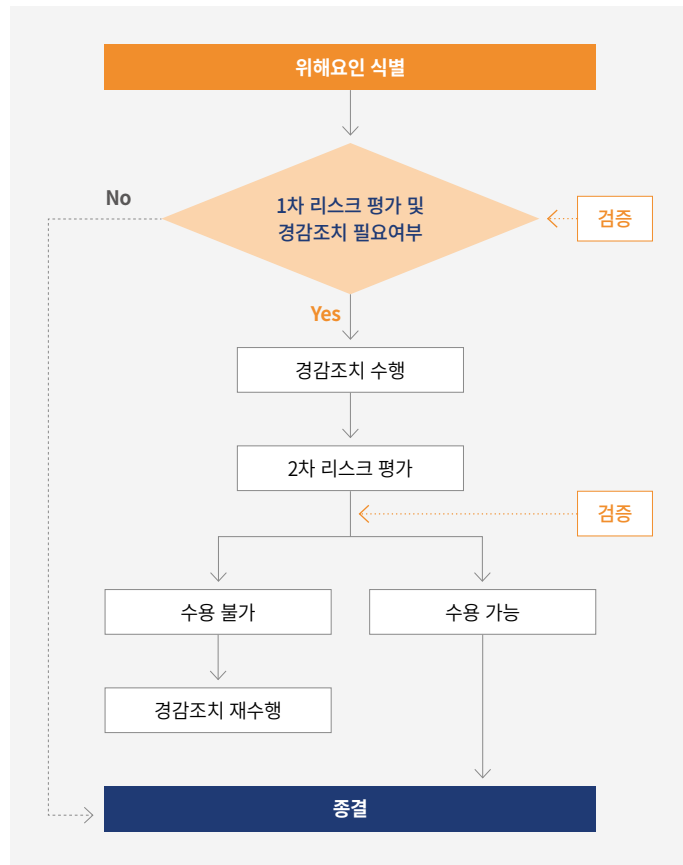 위해요인 식별
No
1차 리스크 평가 및
경감조치 필요여부
검증
Yes
경감조치 수행
2차 리스크 평가
검증
수용 불가
수용 가능
경감조치 재수행
종결